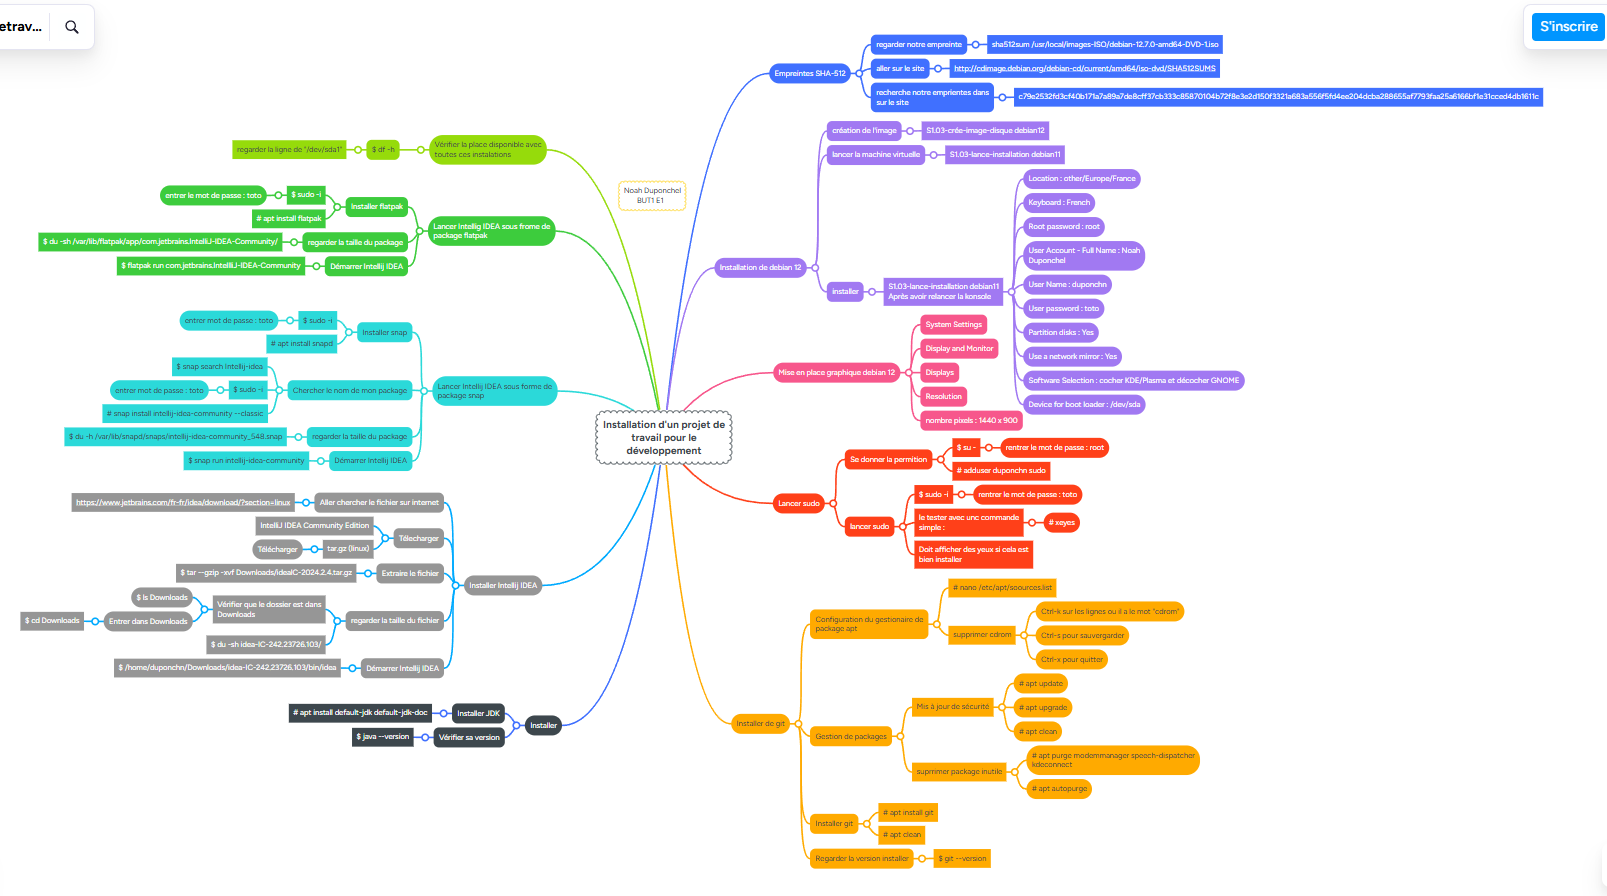 etrav...
S'inscrire
Noah Duponchel
BUT1 E1
Installation d'un projet de
travail pour le
développement
Empreintes SHA-512
regarder notre empreinte
sha512sum /usr/local/images-ISO/debian-12.7.0-amd64-DVD-1.iso
aller sur le site
http://cdimage.debian.org/debian-cd/current/amd64/iso-dvd/SHA512SUMS
recherche notre emprientes dans
sur le site
Installation de debian 12
création de l'image
S1.03-crée-image-disque debian12
lancer la machine virtuelle
S1.03-lance-installation debian11
installer
S1.03-lance-installation debian11
Après avoir relancer la konsole
Location : other/Europe/France
Keyboard : French
Root password : root
User Account - Full Name : Noah
Duponchel
User Name : duponchn
User password : toto
Partition disks : Yes
Use a network mirror : Yes
Software Selection : cocher KDE/Plasma et décocher GNOME
Device for boot loader : /dev/sda
Mise en place graphique debian 12
System Settings
Display and Monitor
Displays
Resolution
nombre pixels : 1440 x 900
Lancer sudo
Se donner la permition
$ su -
rentrer le mot de passe : root
# adduser duponchn sudo
lancer sudo
$ sudo -i
rentrer le mot de passe : toto
le tester avec unc commande
simple :
# xeyes
Doit afficher des yeux si cela est
bien installer
Installer de git
Configuration du gestionaire de
package apt
# nano /etc/apt/soources.list
supprimer cdrom
Ctrl-k sur les lignes ou il a le mot "cdrom"
Ctrl-s pour sauvergarder
Ctrl-x pour quitter
Gestion de packages
Mis à jour de sécurité
# apt update
# apt upgrade
# apt clean
suprrimer package inutile
# apt purge modemmanager speech-dispatcher
kdeconnect
# apt autopurge
Installer git
# apt install git
# apt clean
Regarder la version installer
$ git --version
Vérifier la place disponible avec
toutes ces instalations
$ df -h
regarder la ligne de "/dev/sda1"
Lancer Intellig IDEA sous frome de
package flatpak
Installer flatpak
$ sudo -i
entrer le mot de passe : toto
# apt install flatpak
regarder la taille du package
$ du -sh /var/lib/flatpak/app/com.jetbrains.IntelliJ-IDEA-Community/
Démarrer Intellij IDEA
$ flatpak run com.jetbrains.IntelliJ-IDEA-Community
Lancer Intellij IDEA sous forme de
package snap
Installer snap
$ sudo -i
entrer mot de passe : toto
# apt install snapd
Chercher le nom de mon package
$ snap search Intellij-idea
$ sudo -i
entrer mot de passe : toto
# snap install intellij-idea-community --classic
regarder la taille du package
$ du -h /var/lib/snapd/snaps/intellij-idea-community_548.snap
Démarrer Intellij IDEA
$ snap run intellij-idea-community
Installer Intellij IDEA
Aller chercher le fichier sur internet
https://www.jetbrains.com/fr-fr/idea/download/?section=linux
Télecharger
IntelliJ IDEA Community Edition
tar.gz (linux)
Télécharger
Extraire le fichier
$ tar --gzip -xvf Downloads/ideaIC-2024.2.4.tar.gz
regarder la taille du fichier
Vérifier que le dossier est dans
Downloads
$ ls Downloads
Entrer dans Downloads
$ cd Downloads
$ du -sh idea-IC-242.23726.103/
Démarrer Intellij IDEA
$ /home/duponchn/Downloads/idea-IC-242.23726.103/bin/idea
Installer
Installer JDK
# apt install default-jdk default-jdk-doc
Vérifier sa version
$ java --version